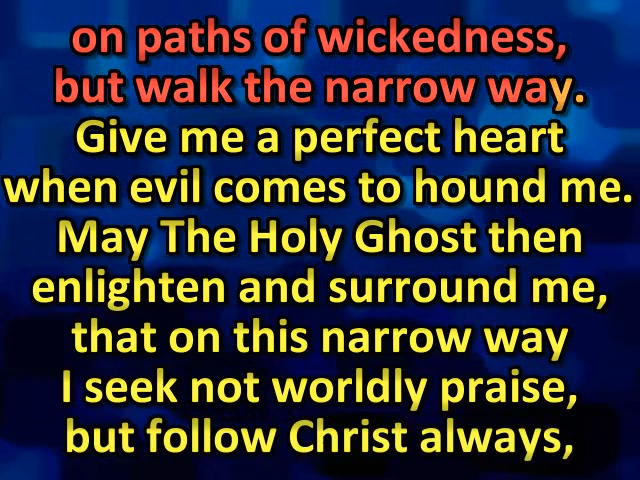 on paths of wickedness,
but walk the narrow way.
Give me a perfect heart
when evil comes to hound me.
May The Holy Ghost then
enlighten and surround me,
that on this narrow way
I seek not worldly praise,
but follow Christ always,